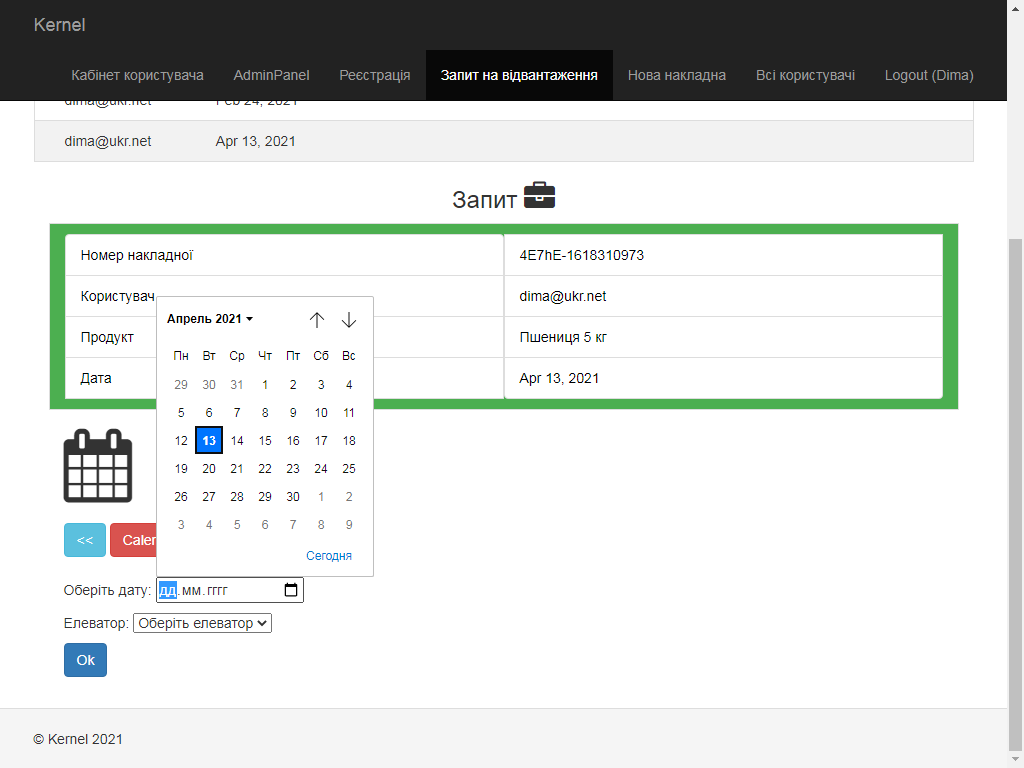 Kernel
Кабінет користувача AdminPanel Реєстрація Запит на відвантаження Нова накладна Всі користувачі Logout (Dima)
dima@ukr.net Feb 24, 2021
dima@ukr.net Apr 13, 2021
Запит
Номер накладної 4E7hE-1618310973
Користувач dima@ukr.net
Продукт Пшениця 5 кг
Дата Apr 13, 2021
Апрель 2021
Пн Вт Ср Чт Пт Сб Вс
29 30 31 1 2 3 4
5 6 7 8 9 10 11
12 13 14 15 16 17 18
19 20 21 22 23 24 25
26 27 28 29 30 1 2
3 4 5 6 7 8 9
Сегодня
<< Caler
Оберіть дату: дд.мм.гггг
Елеватор: Оберіть елеватор
Ok
© Kernel 2021